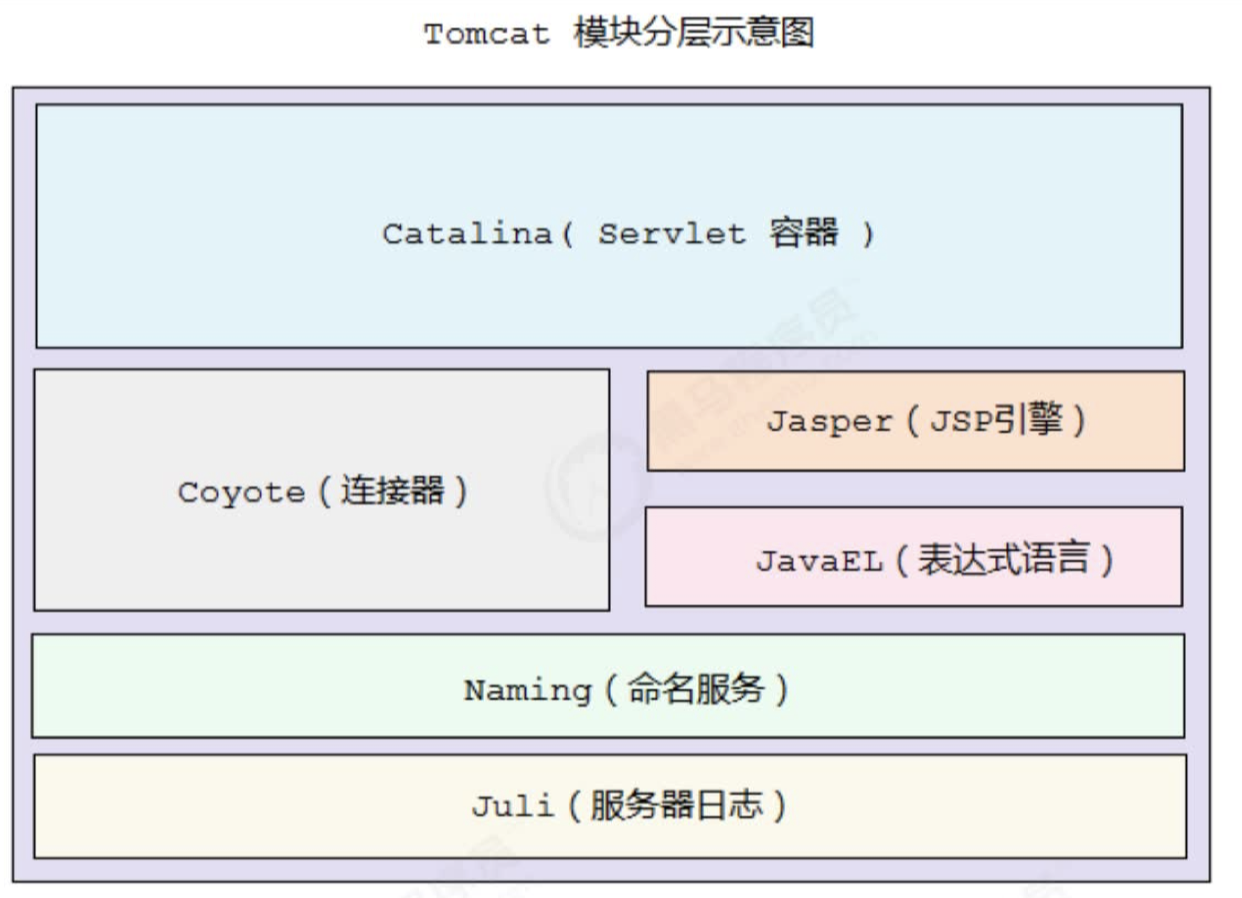 Tomcat 模块分层示意图
Catalina( Servlet 容器 )
Coyote(连接器)
Jasper(JSP引擎)
JavaEL(表达式语言)
Naming(命名服务)
Juli(服务器日志)